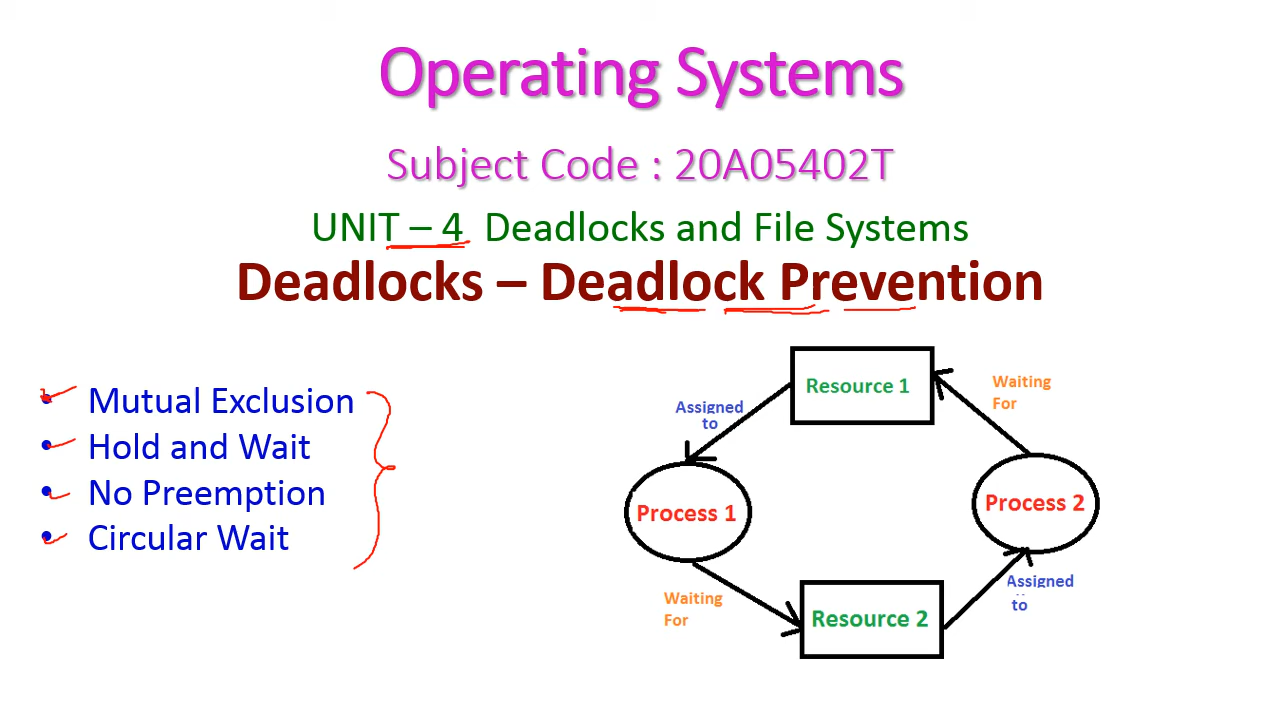 Operating Systems
Subject Code : 20A05402T
UNIT – 4 Deadlocks and File Systems
Deadlocks – Deadlock Prevention
• Mutual Exclusion
• Hold and Wait
• No Preemption
• Circular Wait
Resource 1
Assigned
to
Waiting
For
Process 1
Process 2
Waiting
For
Resource 2
Assigned
to